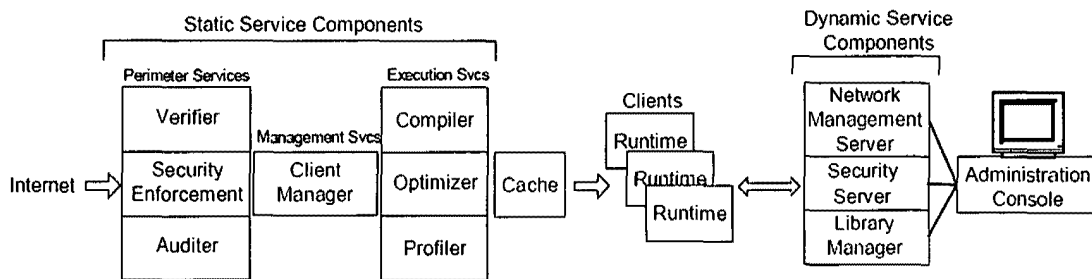 Static Service Components
Dynamic Service
Components
Perimeter Services
Execution Svcs
Verifier
Compiler
Clients
Network
Management
Server
Management Svcs
Runtime
Internet
Security
Enforcement
Client
Manager
Optimizer
Cache
Runtime
Security
Server
Administration
Console
Runtime
Auditer
Profiler
Library
Manager